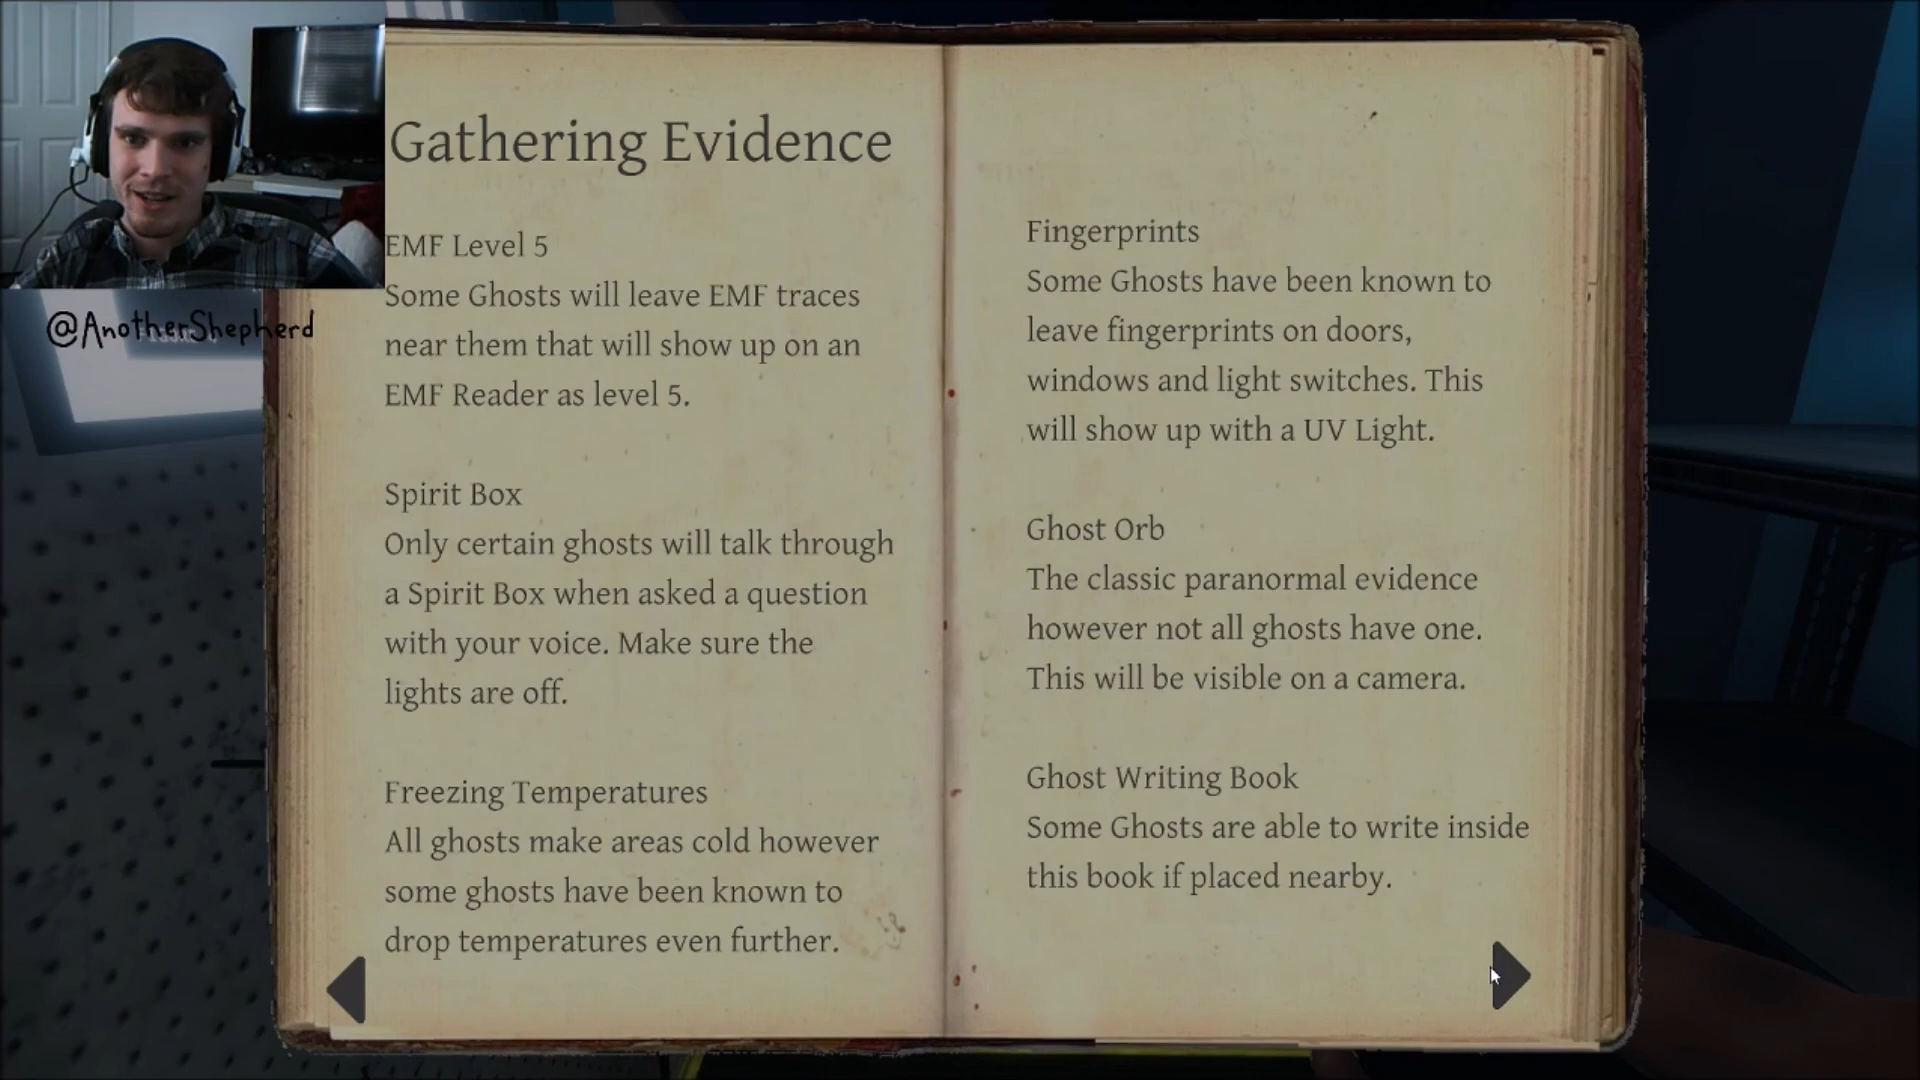 Gathering Evidence
EMF Level 5
Some Ghosts will leave EMF traces
near them that will show up on an
EMF Reader as level 5.
Spirit Box
Only certain ghosts will talk through
a Spirit Box when asked a question
with your voice. Make sure the
lights are off.
Freezing Temperatures
All ghosts make areas cold however
some ghosts have been known to
drop temperatures even further.
Fingerprints
Some Ghosts have been known to
leave fingerprints on doors,
windows and light switches. This
will show up with a UV Light.
Ghost Orb
The classic paranormal evidence
however not all ghosts have one.
This will be visible on a camera.
Ghost Writing Book
Some Ghosts are able to write inside
this book if placed nearby.
@AnotherShepherd